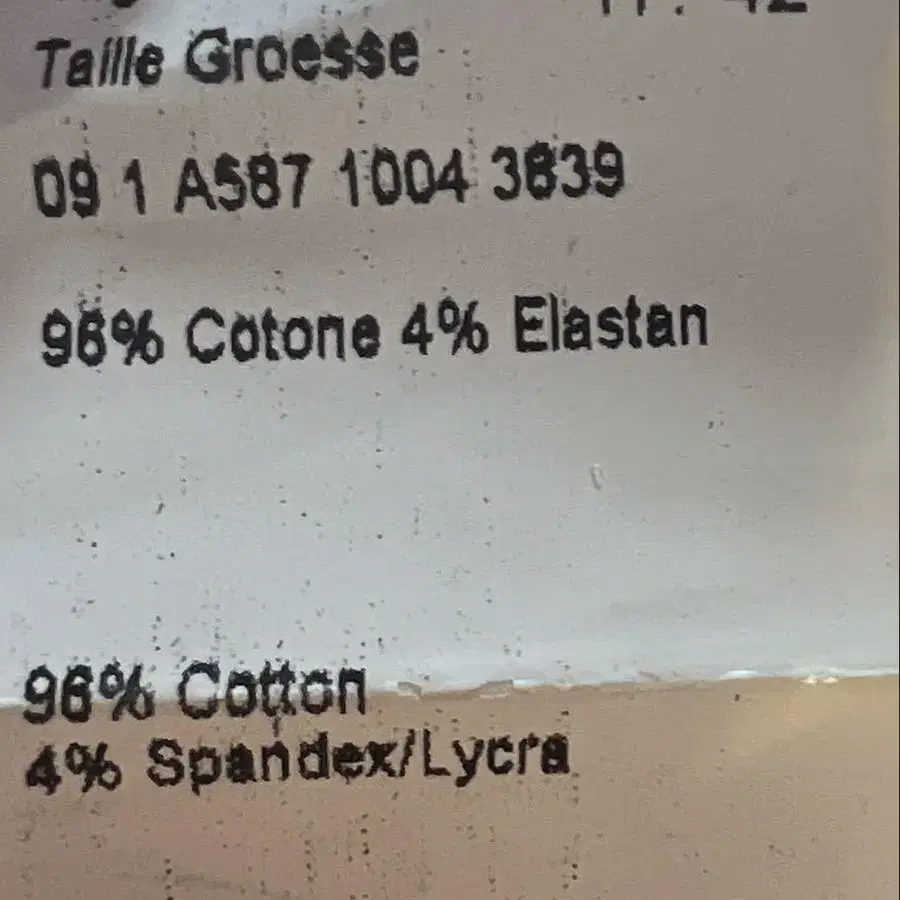 Taille Groesse
09 1 A587 1004 3839
96% Cotone 4% Elastan
96% Cotton
4% Spandex/Lycra